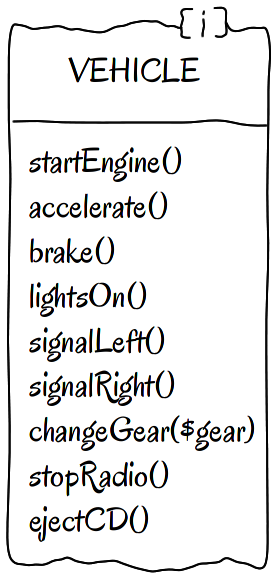 {i}
VEHICLE
startEngine()
accelerate()
brake()
lightsOn()
signalLeft()
signalRight()
changeGear($gear)
stopRadio()
ejectCD()